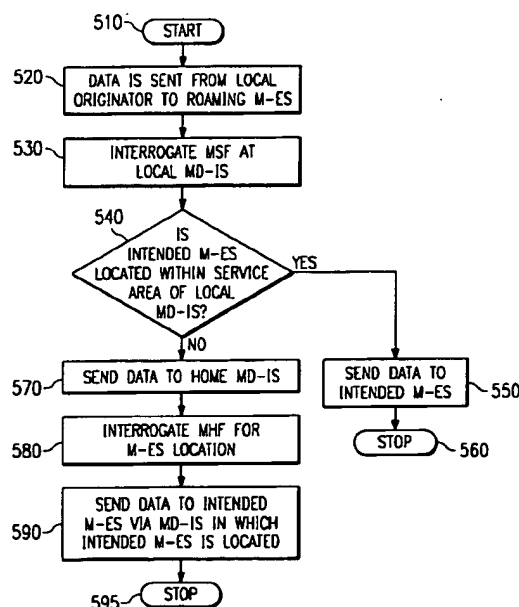 510
START
520
DATA IS SENT FROM LOCAL
ORIGINATOR TO ROAMING M-ES
530
INTERROGATE MSF AT
LOCAL MD-IS
540
IS
INTENDED M-ES
LOCATED WITHIN SERVICE
AREA OF LOCAL
MD-IS?
YES
NO
570
SEND DATA TO HOME MD-IS
SEND DATA TO
INTENDED M-ES
550
580
INTERROGATE MHF FOR
M-ES LOCATION
STOP
560
590
SEND DATA TO INTENDED
M-ES VIA MD-IS IN WHICH
INTENDED M-ES IS LOCATED
595
STOP